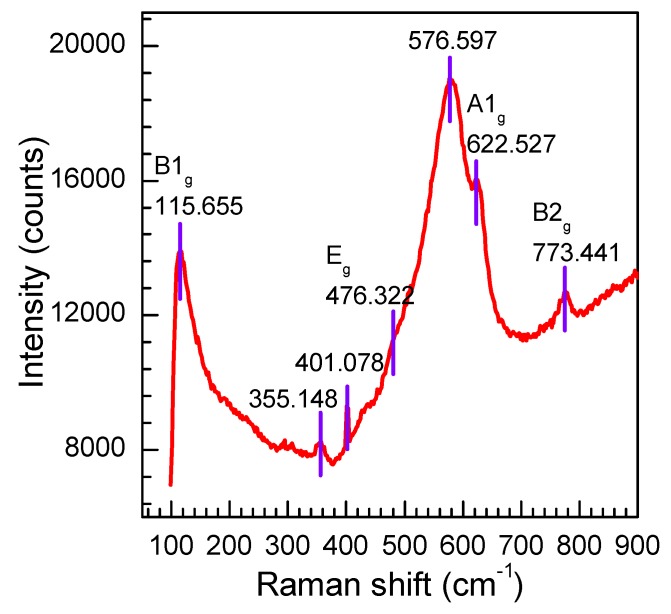 576.597
20000
A1g
622.527
B1g
115.655
16000
B2g
773.441
Eg
476.322
12000
401.078
355.148
8000
Intensity (counts)
100 200 300 400 500 600 700 800 900
Raman shift (cm⁻¹)